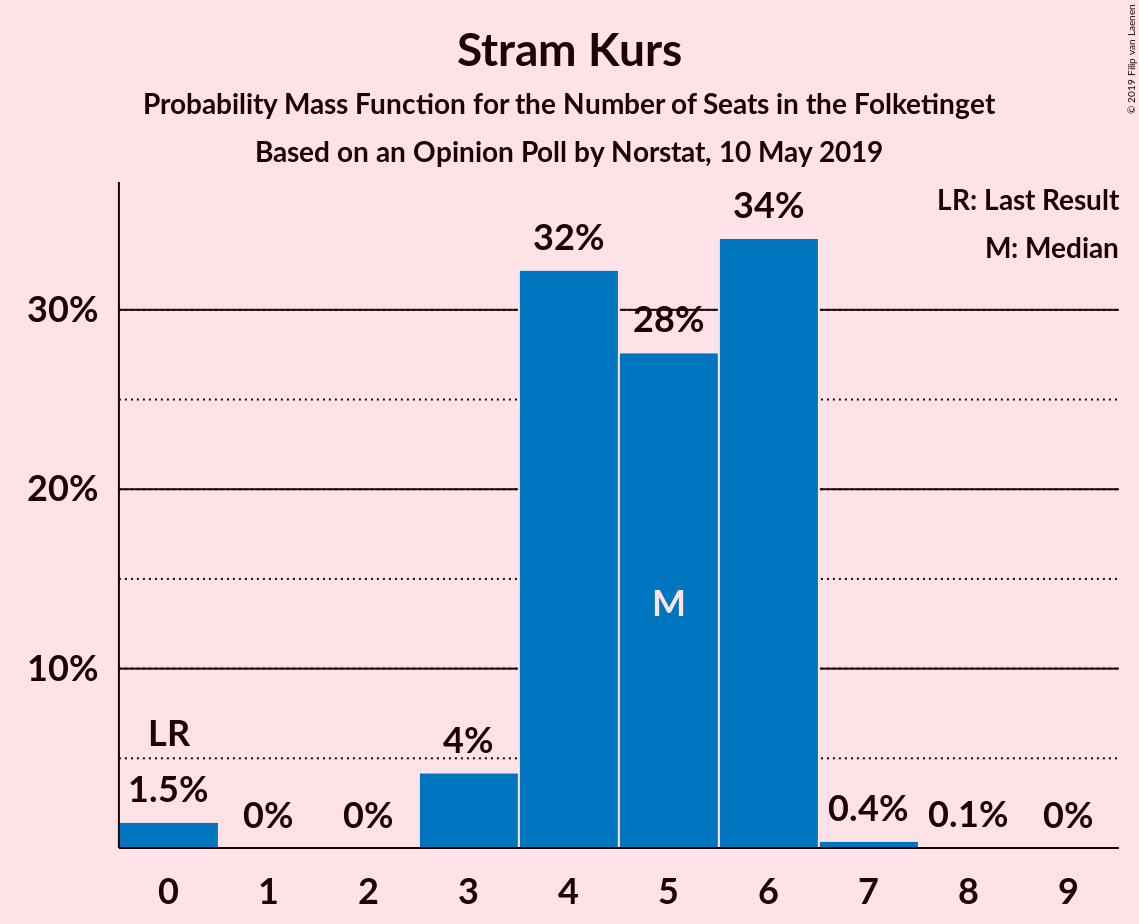 Stram Kurs
Probability Mass Function for the Number of Seats in the Folketinget
Based on an Opinion Poll by Norstat, 10 May 2019
© 2019 Filip van Laenen
LR: Last Result
M: Median
34%
32%
30%
28%
20%
M
10%
LR
4%
1.5%
0%
0%
0.4%
0.1%
0%
0 1 2 3 4 5 6 7 8 9